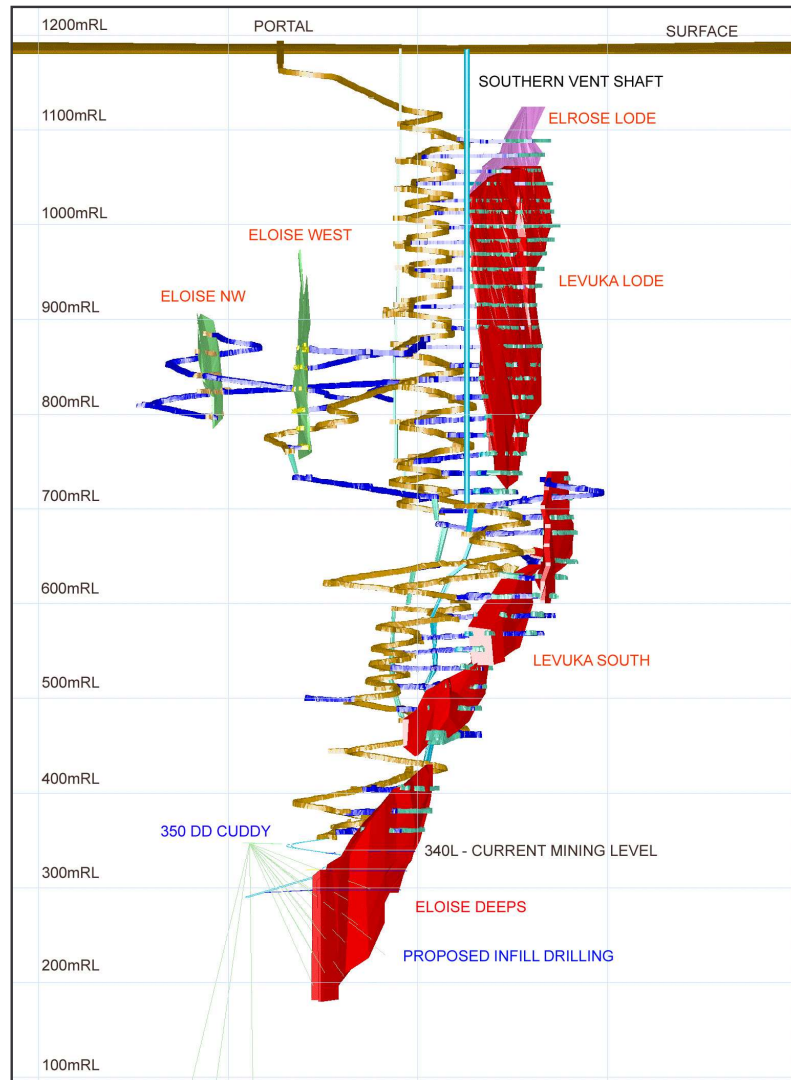 1200mRL
PORTAL
SURFACE
SOUTHERN VENT SHAFT
1100mRL
ELROSE LODE
1000mRL
ELOISE WEST
LEVUKA LODE
ELOISE NW
900mRL
800mRL
700mRL
600mRL
LEVUKA SOUTH
500mRL
400mRL
350 DD CUDDY
340L - CURRENT MINING LEVEL
300mRL
ELOISE DEEPS
PROPOSED INFILL DRILLING
200mRL
100mRL